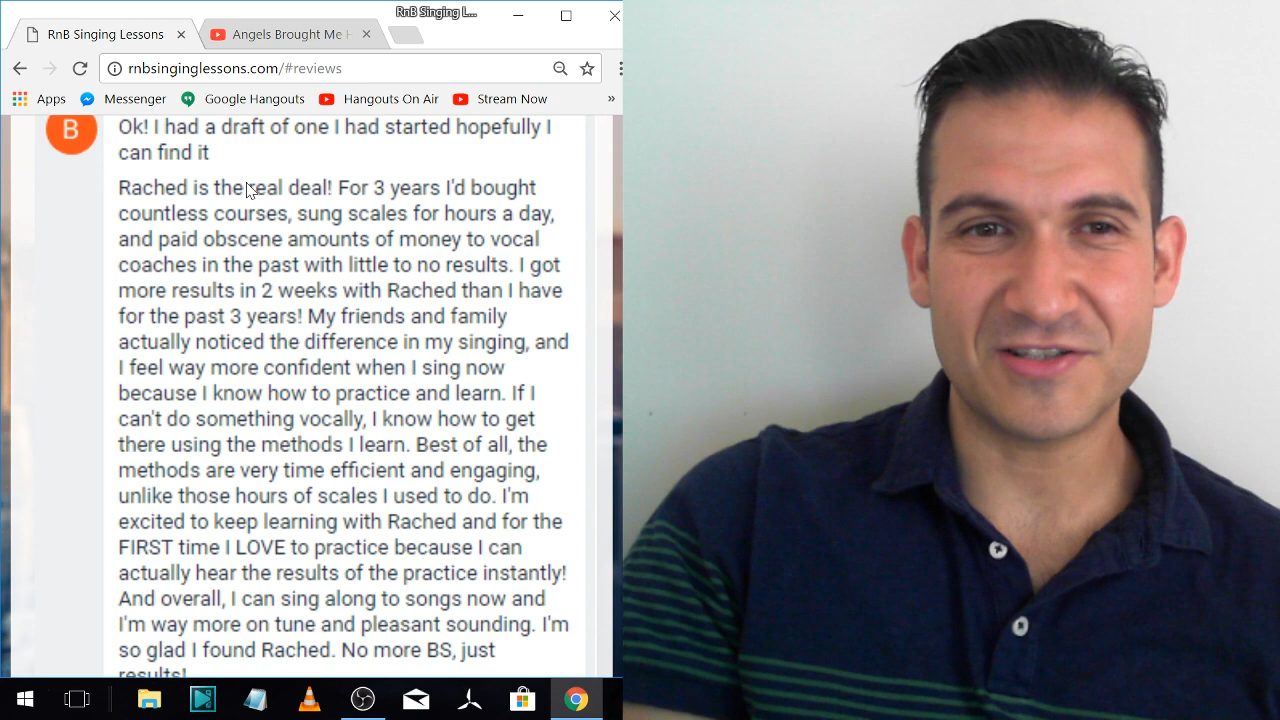 RnB Singing L...
RnB Singing Lessons
Angels Brought Me H
rnbsinginglessons.com/#reviews
Apps
Messenger
Google Hangouts
Hangouts On Air
Stream Now
»
B
Ok! I had a draft of one I had started hopefully I
can find it
Rached is the real deal! For 3 years I'd bought
countless courses, sung scales for hours a day,
and paid obscene amounts of money to vocal
coaches in the past with little to no results. I got
more results in 2 weeks with Rached than I have
for the past 3 years! My friends and family
actually noticed the difference in my singing, and
I feel way more confident when I sing now
because I know how to practice and learn. If I
can't do something vocally, I know how to get
there using the methods I learn. Best of all, the
methods are very time efficient and engaging,
unlike those hours of scales I used to do. I'm
excited to keep learning with Rached and for the
FIRST time I LOVE to practice because I can
actually hear the results of the practice instantly!
And overall, I can sing along to songs now and
I'm way more on tune and pleasant sounding. I'm
so glad I found Rached. No more BS, just
results!